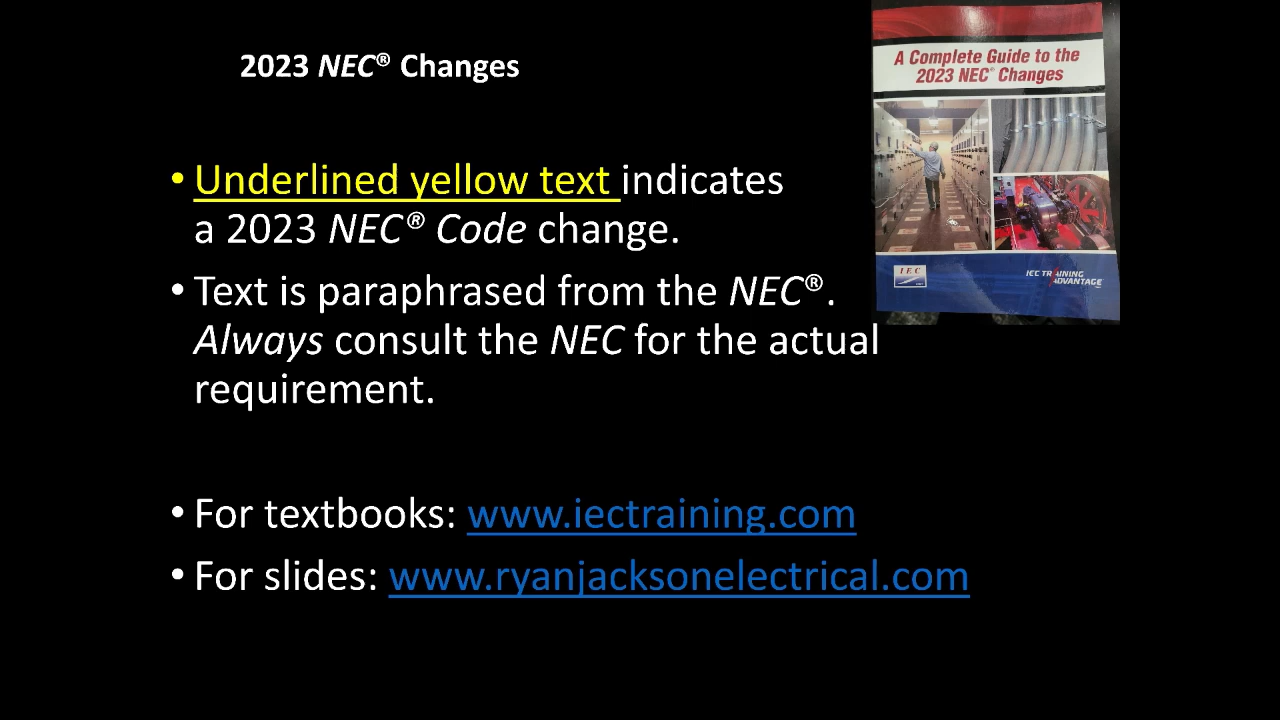 2023 NEC® Changes
A Complete Guide to the
2023 NEC® Changes
• Underlined yellow text indicates
a 2023 NEC® Code change.
• Text is paraphrased from the NEC®.
Always consult the NEC for the actual
requirement.
IEC
IEC TRAINING
ADVANTAGE
• For textbooks: www.iectraining.com
• For slides: www.ryanjacksonelectrical.com